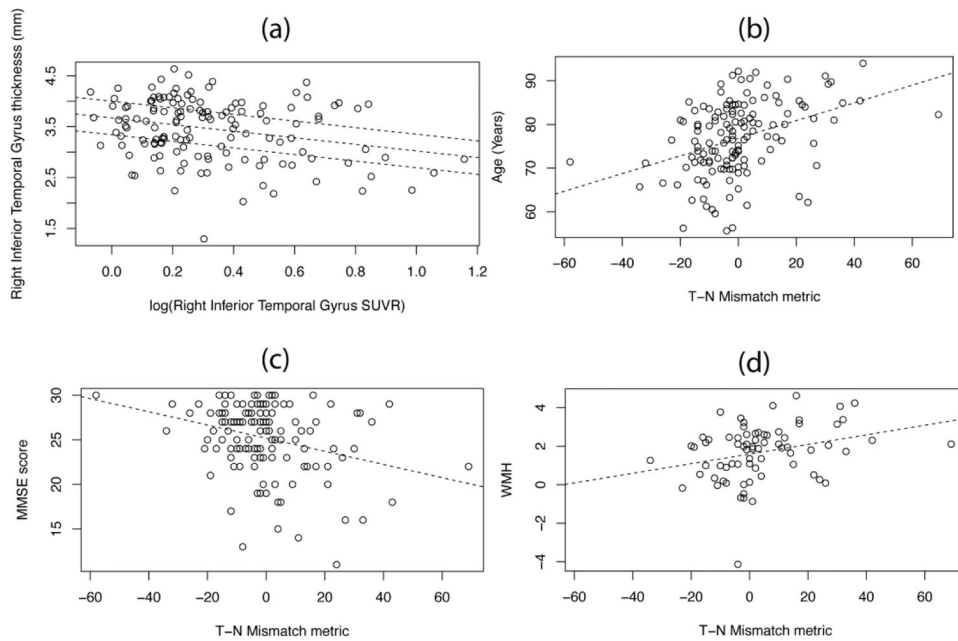 (a)
Right Inferior Temporal Gyrus thicknesss (mm)
4.5
3.5
2.5
1.5
0.0 0.2 0.4 0.6 0.8 1.0 1.2
log(Right Inferior Temporal Gyrus SUVR)
(b)
Age (Years)
90
80
70
60
−60 −40 −20 0 20 40 60
T−N Mismatch metric
(c)
MMSE score
30
25
20
15
−60 −40 −20 0 20 40 60
T−N Mismatch metric
(d)
WMH
4
2
0
−2
−4
−60 −40 −20 0 20 40 60
T−N Mismatch metric